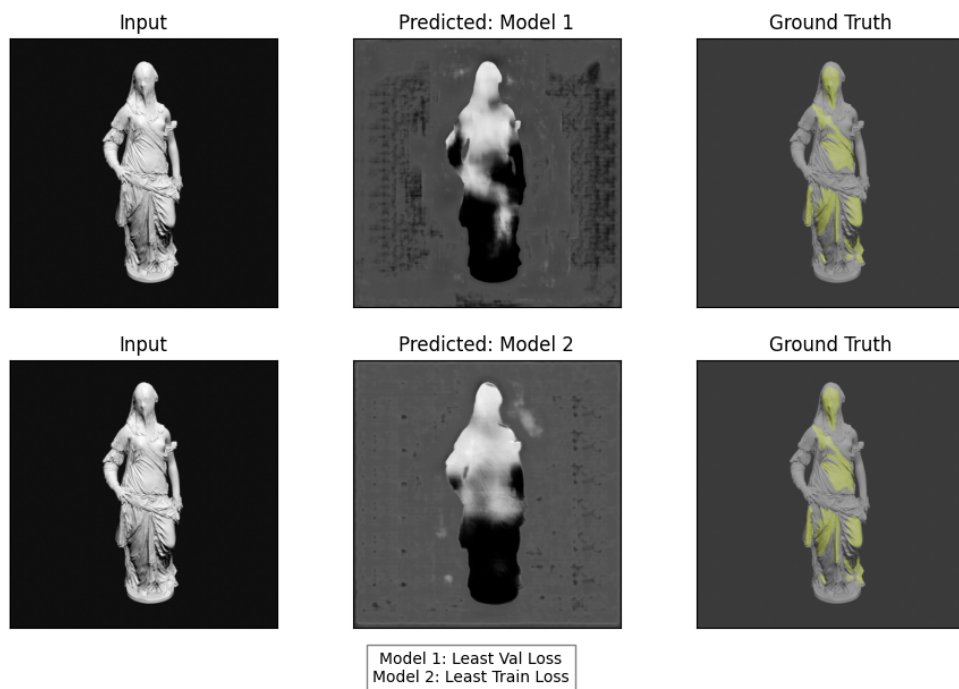 Input
Predicted: Model 1
Ground Truth
Input
Predicted: Model 2
Ground Truth
Model 1: Least Val Loss
Model 2: Least Train Loss